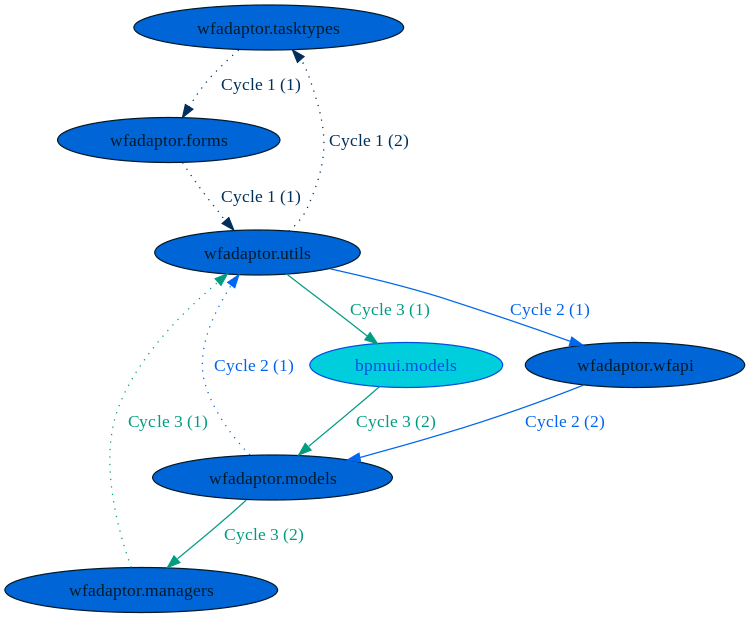 wfadaptor.tasktypes
Cycle 1 (1)
wfadaptor.forms
Cycle 1 (2)
Cycle 1 (1)
wfadaptor.utils
Cycle 3 (1)
Cycle 2 (1)
Cycle 2 (1)
bpmui.models
wfadaptor.wfapi
Cycle 3 (1)
Cycle 3 (2)
Cycle 2 (2)
wfadaptor.models
Cycle 3 (2)
wfadaptor.managers